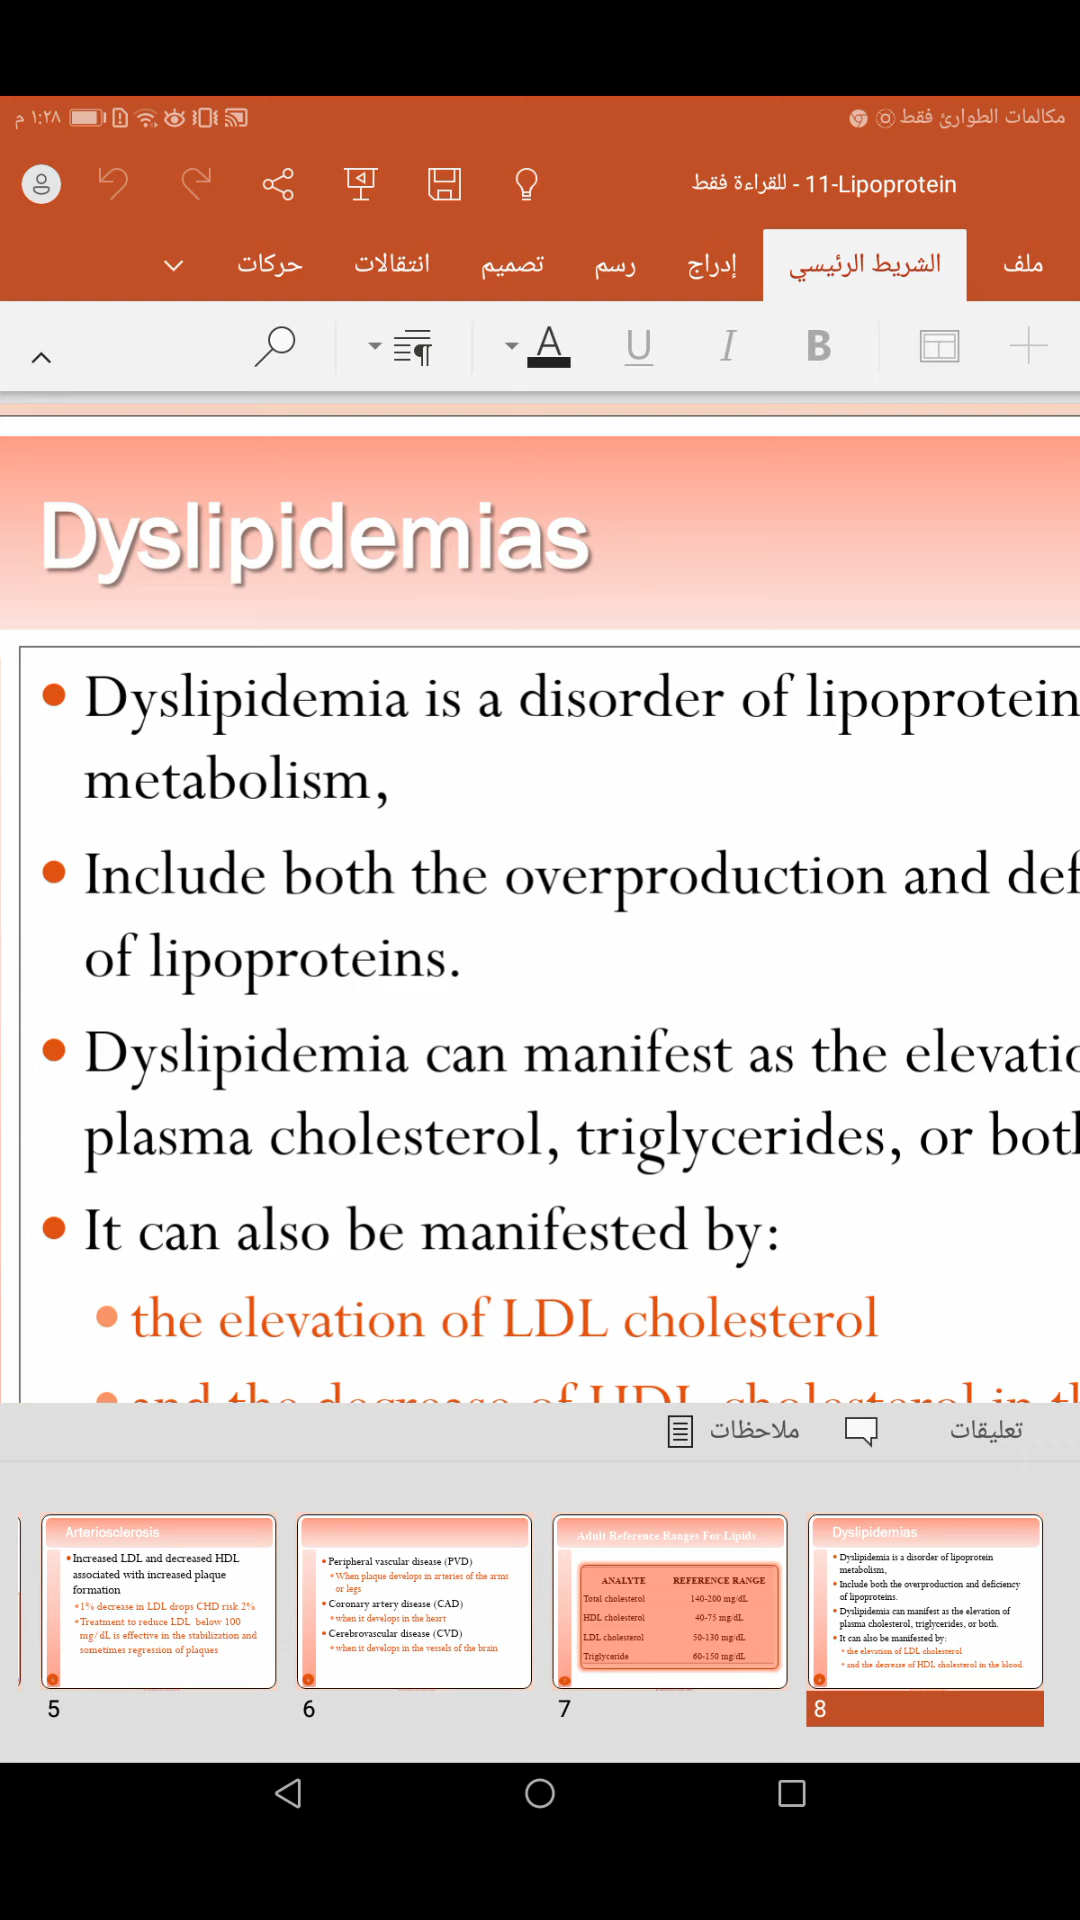 مكالمات الطوارئ فقط
١:٢٨ م
11-Lipoprotein - للقراءة فقط
ملف
الشريط الرئيسي
إدراج
رسم
تصميم
انتقالات
حركات
A
U
I
B
Dyslipidemias
Dyslipidemia is a disorder of lipoprotein
metabolism,
Include both the overproduction and def
of lipoproteins.
Dyslipidemia can manifest as the elevatio
plasma cholesterol, triglycerides, or both
It can also be manifested by:
the elevation of LDL cholesterol
and the decrease of HDL cholesterol in th
تعليقات
ملاحظات
Arteriosclerosis
Increased LDL and decreased HDL
associated with increased plaque
formation
1% decrease in LDL drops CHD risk 2%
Treatment to reduce LDL below 100
mg/dL is effective in the stabilization and
sometimes regression of plaques
5
Peripheral vascular disease (PVD)
When plaque develops in arteries of the arms
or legs
Coronary artery disease (CAD)
when it develops in the heart
Cerebrovascular disease (CVD)
when it develops in the vessels of the brain
6
Adult Reference Ranges For Lipids
ANALYTE REFERENCE RANGE
Total cholesterol 140-200 mg/dL
HDL cholesterol 40-75 mg/dL
LDL cholesterol 50-130 mg/dL
Triglyceride 60-150 mg/dL
7
Dyslipidemias
Dyslipidemia is a disorder of lipoprotein
metabolism,
Include both the overproduction and deficiency
of lipoproteins.
Dyslipidemia can manifest as the elevation of
plasma cholesterol, triglycerides, or both.
It can also be manifested by:
the elevation of LDL cholesterol
and the decrease of HDL cholesterol in the blood.
8